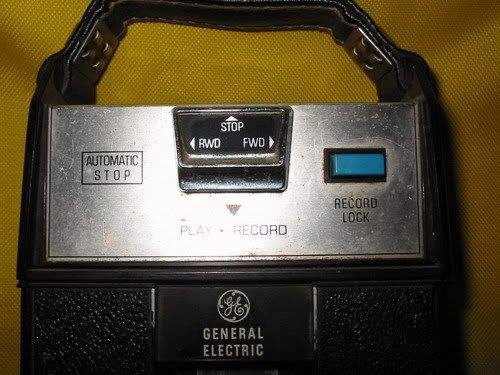 STOP
RWD FWD
AUTOMATIC
STOP
PLAY • RECORD
RECORD
LOCK
GE
GENERAL
ELECTRIC